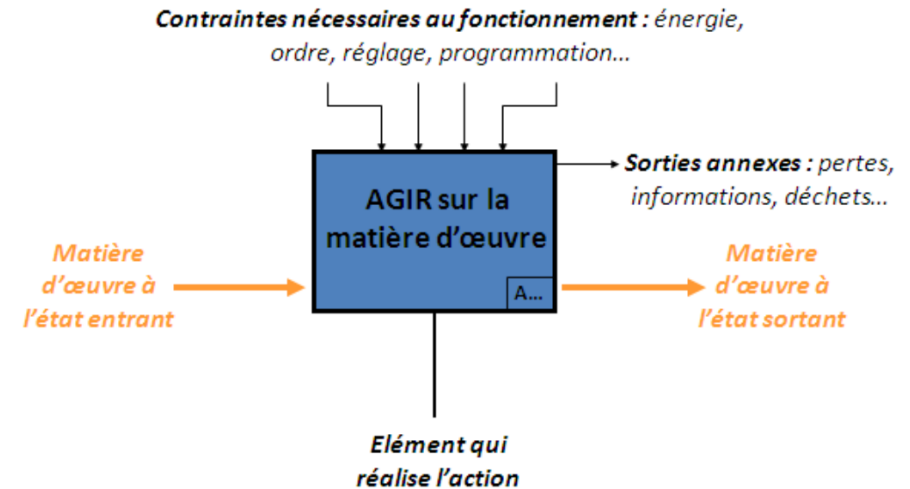 Contraintes nécessaires au fonctionnement : énergie,
ordre, réglage, programmation...
AGIR sur la
matière d'œuvre
A...
Sorties annexes : pertes,
informations, déchets...
Matière
d'œuvre à
l'état entrant
Matière
d'œuvre à
l'état sortant
Elément qui
réalise l'action